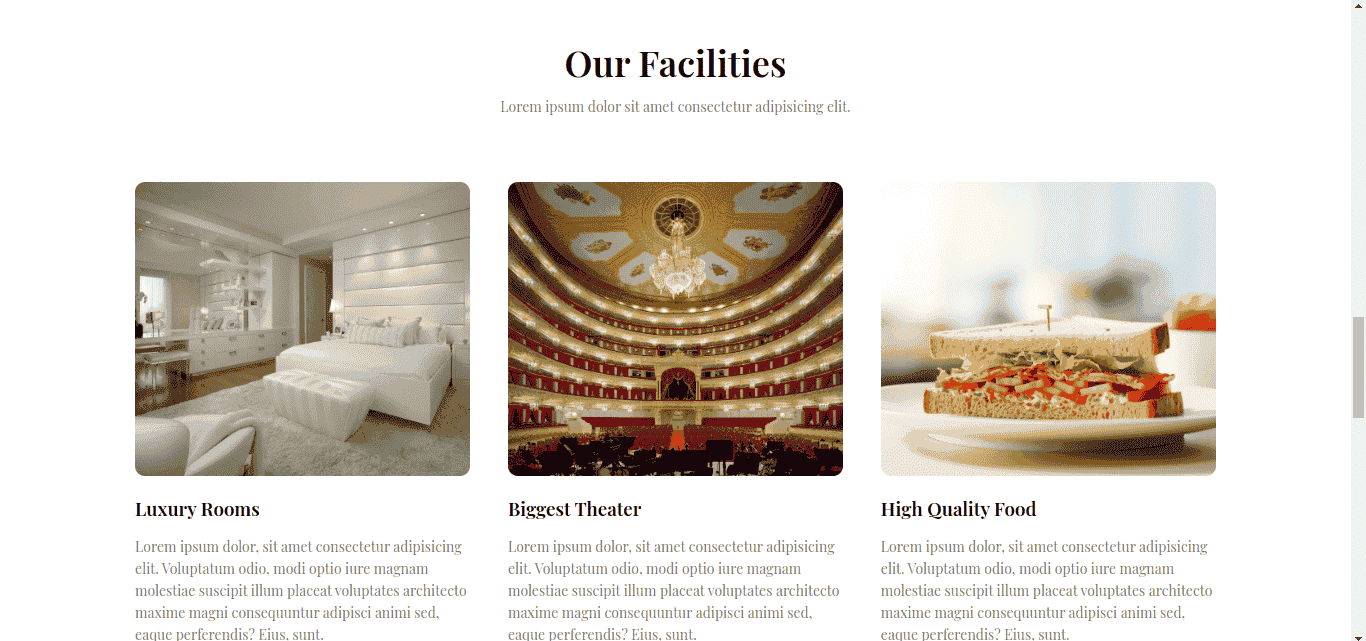 Our Facilities
Lorem ipsum dolor sit amet consectetur adipisicing elit.
Luxury Rooms
Lorem ipsum dolor, sit amet consectetur adipisicing
elit. Voluptatum odio, modi optio iure magnam
molestiae suscipit illum placeat voluptates architecto
maxime magni consequuntur adipisci animi sed,
eaque perferendis? Eius, sunt.
Biggest Theater
Lorem ipsum dolor, sit amet consectetur adipisicing
elit. Voluptatum odio, modi optio iure magnam
molestiae suscipit illum placeat voluptates architecto
maxime magni consequuntur adipisci animi sed,
eaque perferendis? Eius, sunt.
High Quality Food
Lorem ipsum dolor, sit amet consectetur adipisicing
elit. Voluptatum odio, modi optio iure magnam
molestiae suscipit illum placeat voluptates architecto
maxime magni consequuntur adipisci animi sed,
eaque perferendis? Eius, sunt.